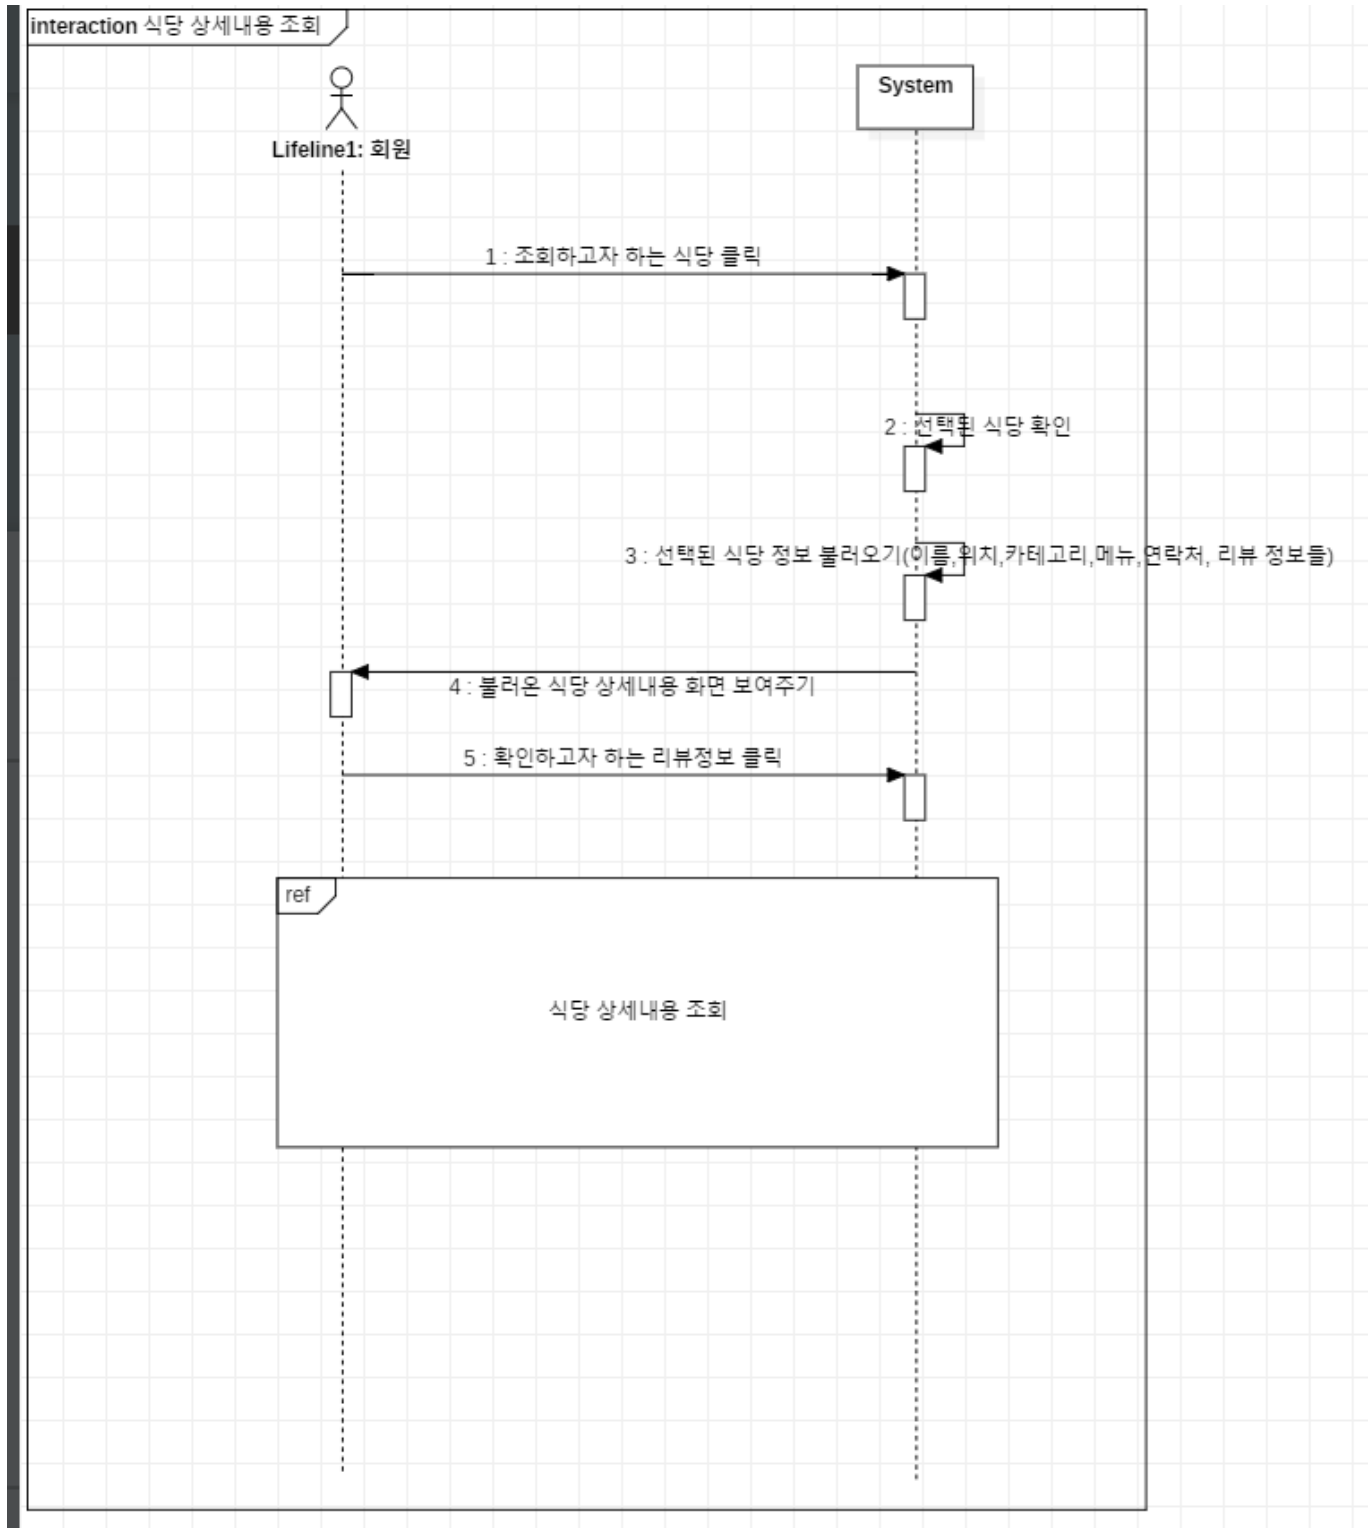 interaction 식당 상세내용 조회
System
Lifeline1: 회원
1 : 조회하고자 하는 식당 클릭
2 : 선택된 식당 확인
3 : 선택된 식당 정보 불러오기(이름,위치,카테고리,메뉴,연락처, 리뷰 정보들)
4 : 불러온 식당 상세내용 화면 보여주기
5 : 확인하고자 하는 리뷰정보 클릭
ref
식당 상세내용 조회